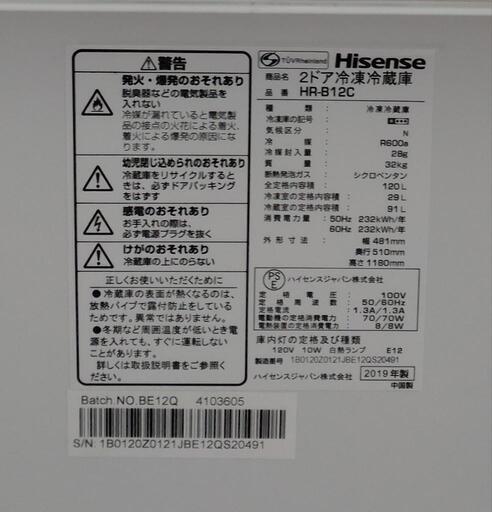 警告
発火・爆発のおそれあり
脱臭器などの電気製品を
入れない
冷媒が漏れていると電気製
品の接点の火花による着火、
着火による爆発の危険が
あります。
幼児閉じ込められのおそれあり
冷蔵庫をリサイクルすると
きは、必ずドアパッキング
をはずす
感電のおそれあり
お手入れの際は、
必ず電源プラグを抜く
けがのおそれあり
冷蔵庫の上にのらない
正しくお使いいただくために
●冷蔵庫の表面が熱くなるのは、
放熱パイプで露付防止をしている
ためです。異常ではありません。
●冬期など周囲温度が低いとき電
源を入れても、すぐに運転しない
ことがあります。
詳しくは取扱説明書をご参照く
ださい。
TÜVRheinland
Hisense
商品名 2ドア冷凍冷蔵庫
品番 HR-B12C
種類 冷凍冷蔵庫
冷凍庫の記号
気候区分 N
冷媒 R600a
冷媒封入量 28g
質量 32kg
断熱発泡ガス シクロペンタン
全定格内容積 120L
冷凍室の定格内容積 29L
冷蔵室の定格内容積 91L
消費電力量 50Hz 232kWh/年
60Hz 232kWh/年
外形寸法 幅 481mm
奥行 510mm
高さ 1180mm
PS
E
ハイセンスジャパン株式会社
定格電圧: 100V
定格周波数: 50/60Hz
定格電流: 1.3A/1.3A
電動機の定格消費電力: 70/70W
電熱装置の定格消費電力: 8/8W
庫内灯の定格及び種類
120V 10W 白熱ランプ E12
製造番号 1B0120Z0121JBE12QS20491
ハイセンスジャパン株式会社
2019年製
中国製
Batch.NO.BE12Q 4103605
S/N: 1B0120Z0121JBE12QS20491